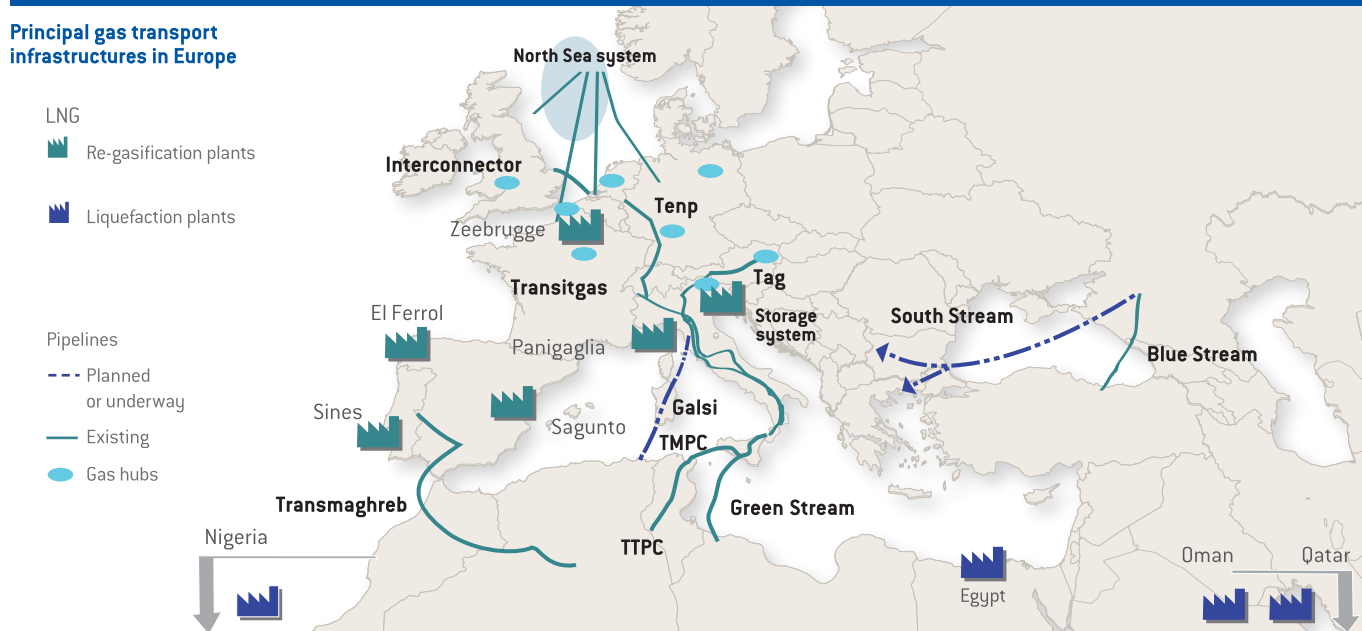 Principal gas transport
infrastructures in Europe
LNG
Re-gasification plants
Liquefaction plants
Pipelines
Planned
or underway
Existing
Gas hubs
North Sea system
Interconnector
Zeebrugge
Tenp
Transitgas
Tag
Storage
system
El Ferrol
Panigaglia
South Stream
Blue Stream
Sines
Sagunto
Galsi
TMPC
Transmaghreb
Green Stream
TTPC
Nigeria
Egypt
Oman
Qatar